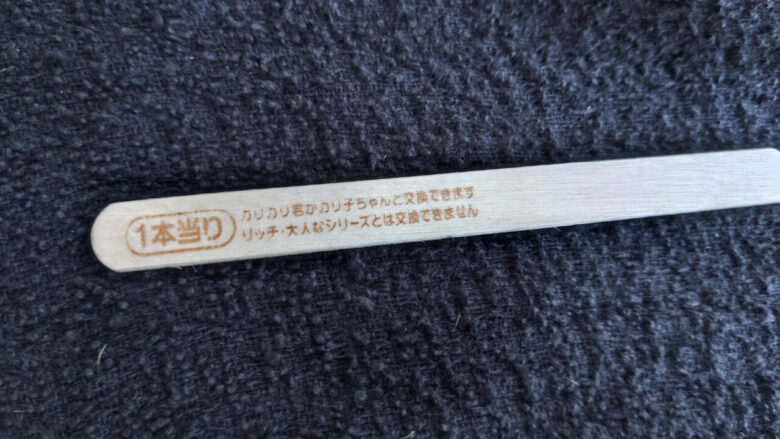 1本当り
ガリガリ君かガリ子ちゃんと交換できます
リッチ・大人なシリーズとは交換できません